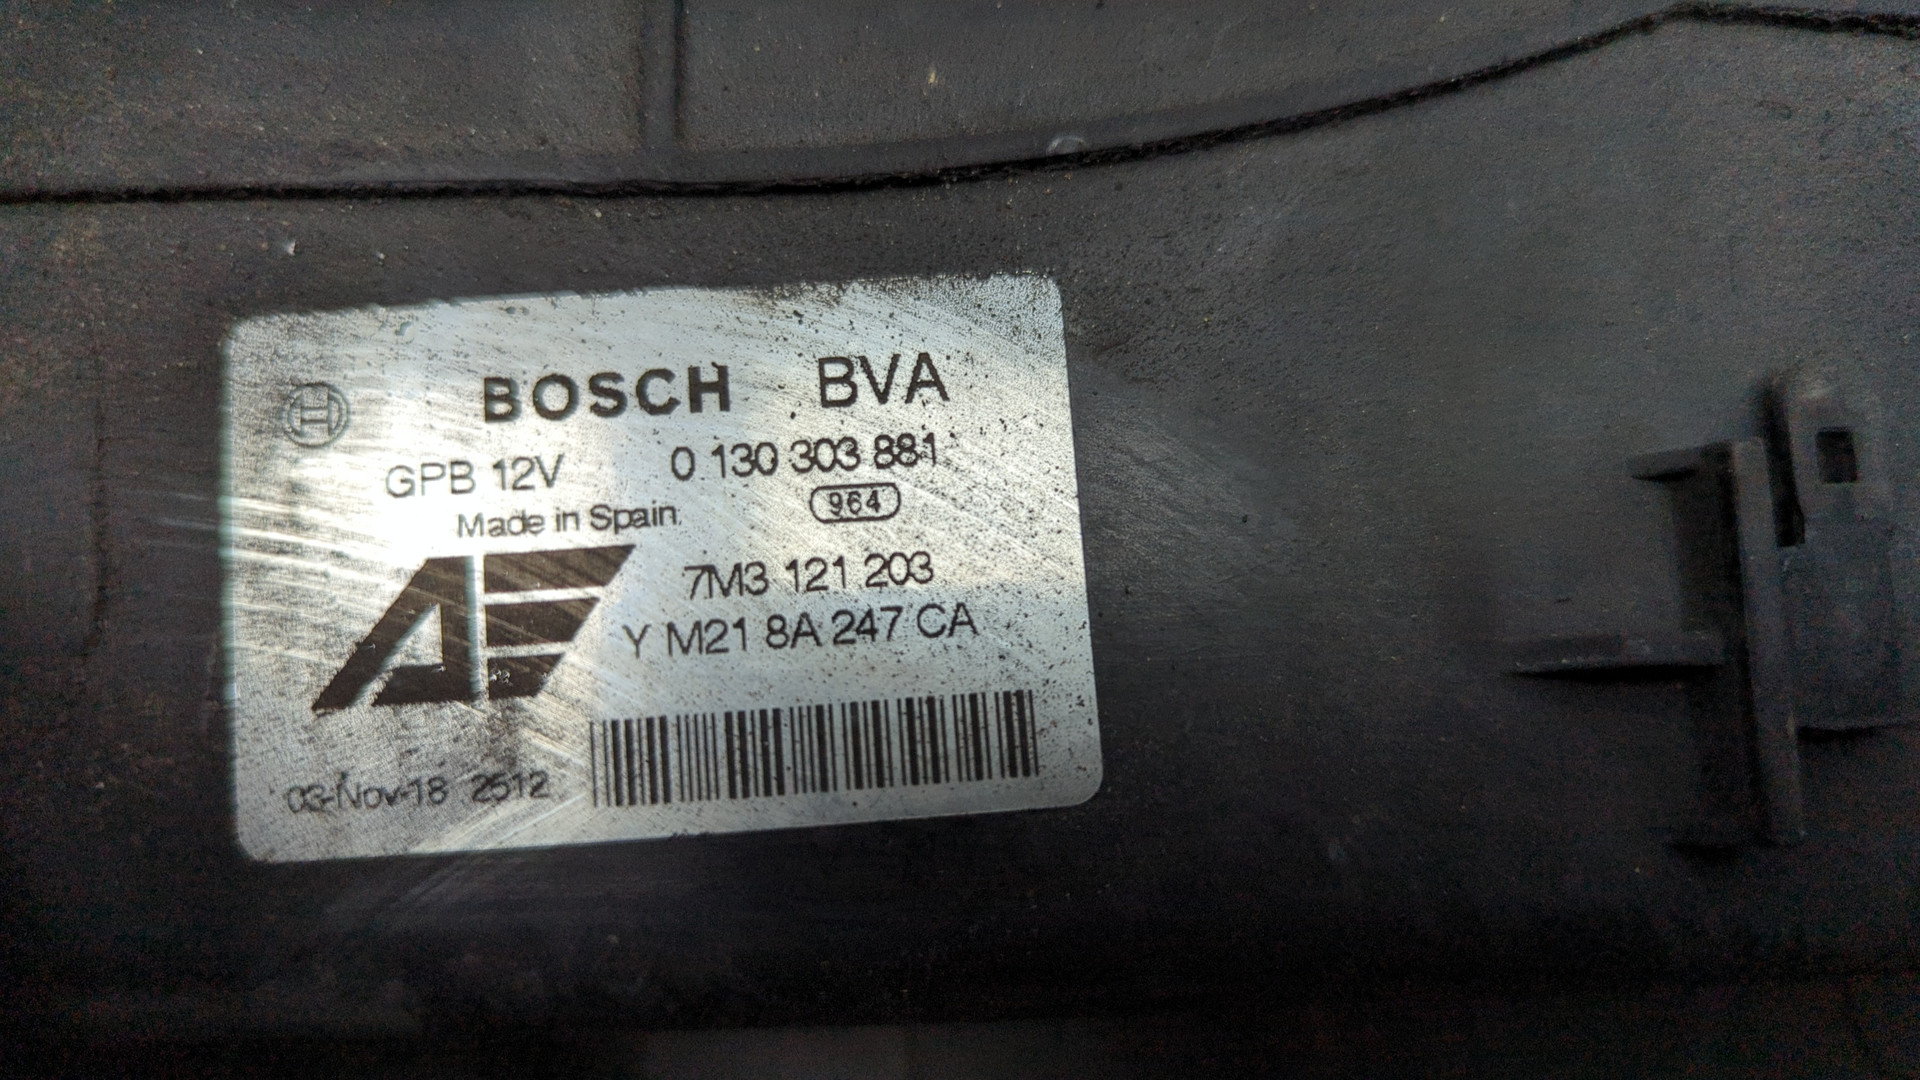 BOSCH BVA
GPB 12V 0 130 303 881
Made in Spain 964
AE 7M3 121 203
Y M21 8A 247 CA
03-Nov-18 2512